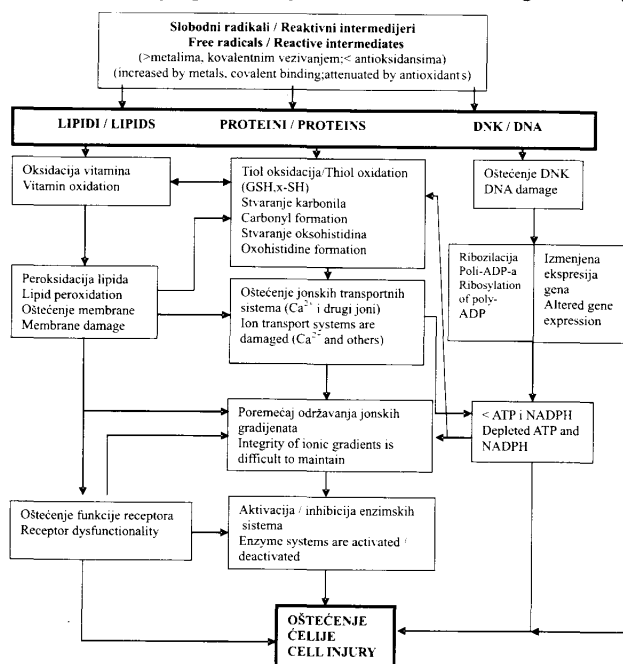 Slobodni radikali / Reaktivni intermedijeri
Free radicals / Reactive intermediates
(>metalima, kovalentnim vezivanjem;< antioksidansima)
(increased by metals, covalent binding;attenuated by antioxidants)
LIPIDI / LIPIDS
PROTEINI / PROTEINS
DNK / DNA
Oksidacija vitamina
Vitamin oxidation
Tiol oksidacija/Thiol oxidation
(GSH,x-SH)
Stvaranje karbonila
Carbonyl formation
Stvaranje oksohistidina
Oxohistidine formation
Oštećenje DNK
DNA damage
Ribozilacija
Poli-ADP-a
Ribosylation of
poly-
ADP
Izmenjena
ekspresija
gena
Altered gene
expression
Peroksidacija lipida
Lipid peroxidation
Oštećenje membrane
Membrane damage
Oštećenje jonskih transportnih
sistema (Ca²⁺ i drugi joni)
Ion transport systems are
damaged (Ca²⁺ and others)
Poremećaj održavanja jonskih
gradijenata
Integrity of ionic gradients is
difficult to maintain
< ATP i NADPH
Depleted ATP and
NADPH
Oštećenje funkcije receptora
Receptor dysfunctionality
Aktivacija / inhibicija enzimskih
sistema
Enzyme systems are activated /
deactivated
OŠTEĆENJE
ĆELIJE
CELL INJURY